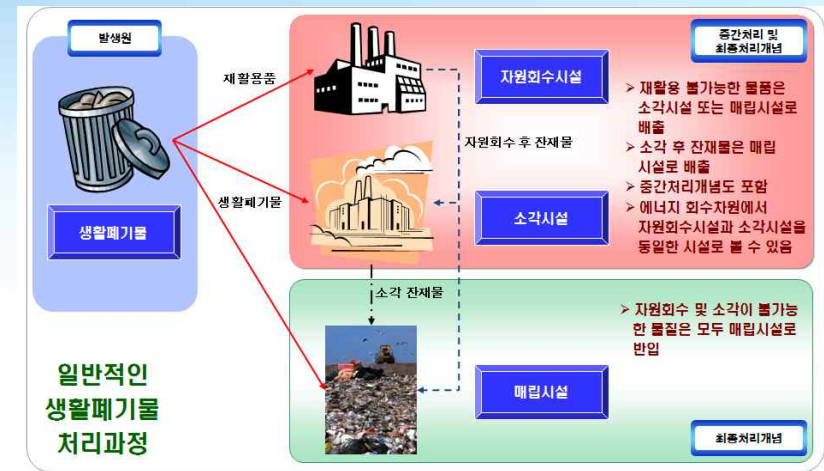 발생원
중간처리 및
최종처리개념
재활용품
자원회수시설
➢ 재활용 불가능한 물품은
소각시설 또는 매립시설로
배출
➢ 소각 후 잔재물은 매립
시설로 배출
➢ 중간처리개념도 포함
➢ 에너지 회수차원에서
자원회수시설과 소각시설을
동일한 시설로 볼 수 있음
자원회수 후 잔재물
생활폐기물
생활폐기물
소각시설
소각 잔재물
➢ 자원회수 및 소각이 불가능
한 물질은 모두 매립시설로
반입
일반적인
생활폐기물
처리과정
매립시설
최종처리개념